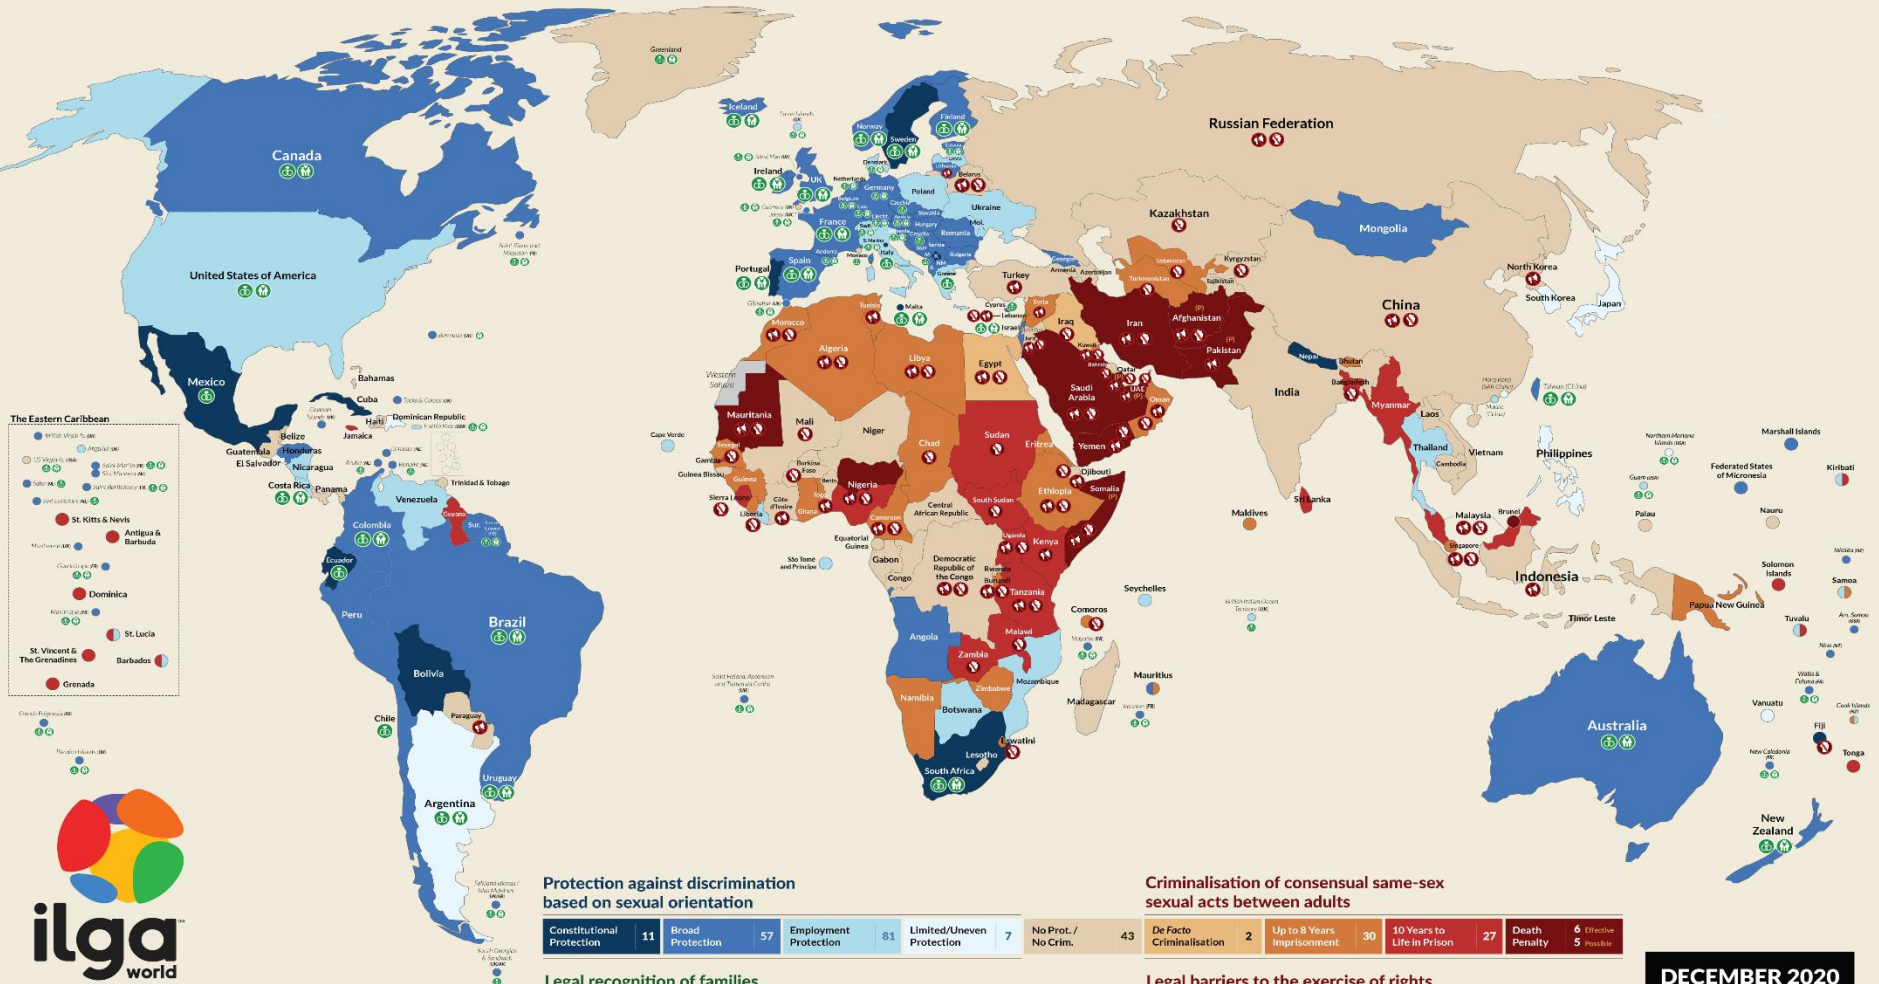 Greenland
Iceland
Norway
Sweden
Finland
Russian Federation
Canada
Ireland
UK
Netherlands
Denmark
Germany
Poland
Belarus
Ukraine
Mol.
France
Slovakia
Hungary
Romania
Bulgaria
Andorra
Monaco
Italy
Spain
Portugal
Kazakhstan
Mongolia
United States of America
Turkey
Georgia
Armenia
Azerbaijan
Uzbekistan
Turkmenistan
Kyrgyzstan
Tajikistan
North Korea
South Korea
Japan
China
Malta
Cyprus
Lebanon
Israel
Syria
Iraq
Iran
Afghanistan
(P)
Pakistan
(P)
Morocco
Tunisia
Algeria
Libya
Egypt
Kuwait
Bahrain
Qatar
(P)
UAE
(P)
Saudi
Arabia
Oman
Yemen
Nepal
Bhutan
Bangladesh
India
Myanmar
Laos
Thailand
Vietnam
Cambodia
Philippines
Mexico
Bahamas
Cuba
Haiti
Dominican Republic
Jamaica
Belize
Guatemala
Honduras
El Salvador
Nicaragua
Costa Rica
Panama
Trinidad & Tobago
Venezuela
Guyana
Sur.
Colombia
Ecuador
Peru
Brazil
Bolivia
Paraguay
Chile
Uruguay
Argentina
The Eastern Caribbean
St. Kitts & Nevis
Antigua &
Barbuda
Dominica
St. Lucia
St. Vincent &
The Grenadines
Barbados
Grenada
Western
Sahara
Mauritania
Mali
Niger
Chad
Sudan
Eritrea
Djibouti
Cape Verde
Senegal
Gambia
Guinea Bissau
Guinea
Sierra Leone
Liberia
Burkina
Faso
Côte
d'Ivoire
Ghana
Togo
Benin
Nigeria
Cameroon
Central
African Republic
South Sudan
Ethiopia
Somalia
(P)
Equatorial
Guinea
São Tomé
and Principe
Gabon
Congo
Democratic
Republic of
the Congo
Uganda
Kenya
Rwanda
Burundi
Tanzania
Angola
Zambia
Malawi
Mozambique
Zimbabwe
Namibia
Botswana
South Africa
Lesotho
Eswatini
Madagascar
Comoros
Seychelles
Mauritius
Maldives
Sri Lanka
Malaysia
Brunei
Singapore
Indonesia
Timor Leste
Papua New Guinea
Palau
Nauru
Marshall Islands
Federated States
of Micronesia
Kiribati
Solomon
Islands
Samoa
Tuvalu
Vanuatu
Fiji
Tonga
Australia
New
Zealand
ilga
world
Protection against discrimination
based on sexual orientation
Constitutional
Protection 11
Broad
Protection 57
Employment
Protection 81
Limited/Uneven
Protection 7
No Prot. /
No Crim. 43
Criminalisation of consensual same-sex
sexual acts between adults
De Facto
Criminalisation 2
Up to 8 Years
Imprisonment 30
10 Years to
Life in Prison 27
Death
Penalty
6 Effective
5 Possible
Legal recognition of families
Legal barriers to the exercise of rights
DECEMBER 2020